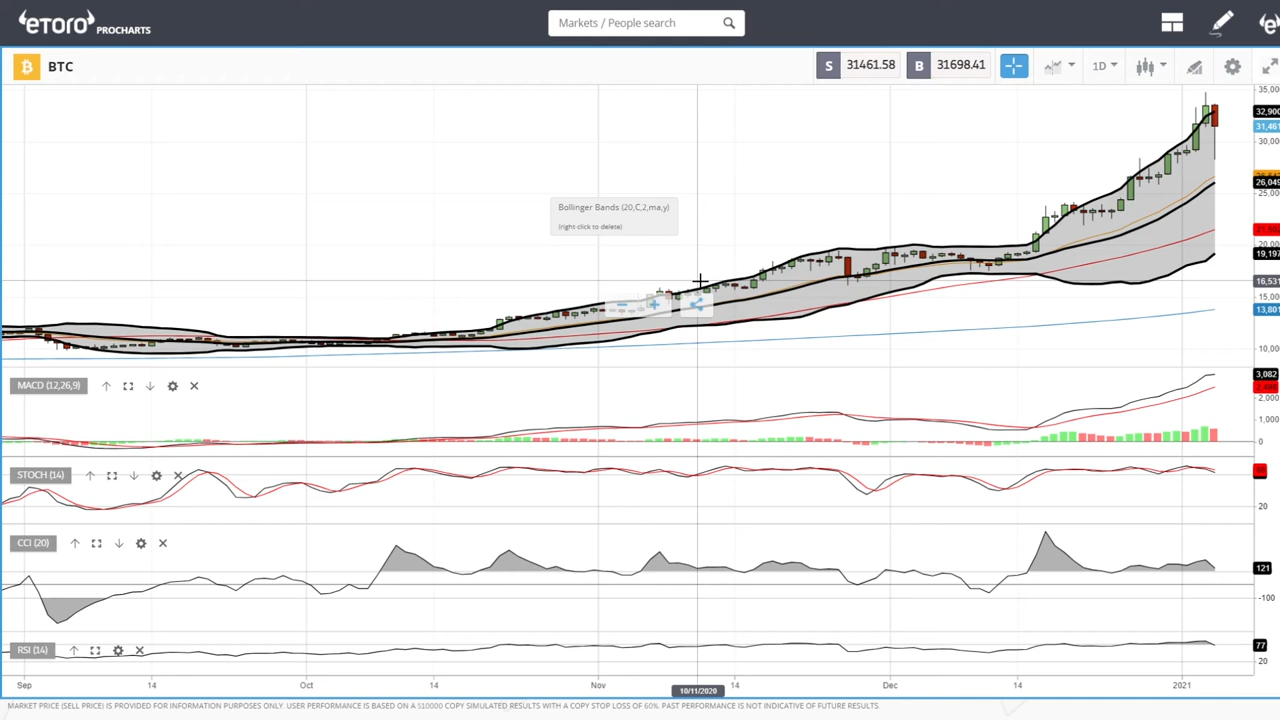 eTORO PROCHARTS
Markets / People search
BTC
S 31461.58 B 31698.41
1D
35,000
32,900
31,461
30,000
26,049
25,000
20,000
19,197
16,531
15,000
13,801
10,000
Bollinger Bands (20,C,2,ma,y)
(right click to delete)
MACD (12,26,9)
3,082
2,000
1,000
0
STOCH (14)
20
CCI (20)
121
-100
RSI (14)
77
20
Sep 14 Oct 14 Nov 10/11/2020 14 Dec 14 2021
MARKET PRICE (SELL PRICE) IS PROVIDED FOR INFORMATION PURPOSES ONLY. USER PERFORMANCE IS BASED ON A $10000 COPY SIMULATED RESULTS WITH A COPY STOP LOSS OF 60%. PAST PERFORMANCE IS NOT INDICATIVE OF FUTURE RESULTS.